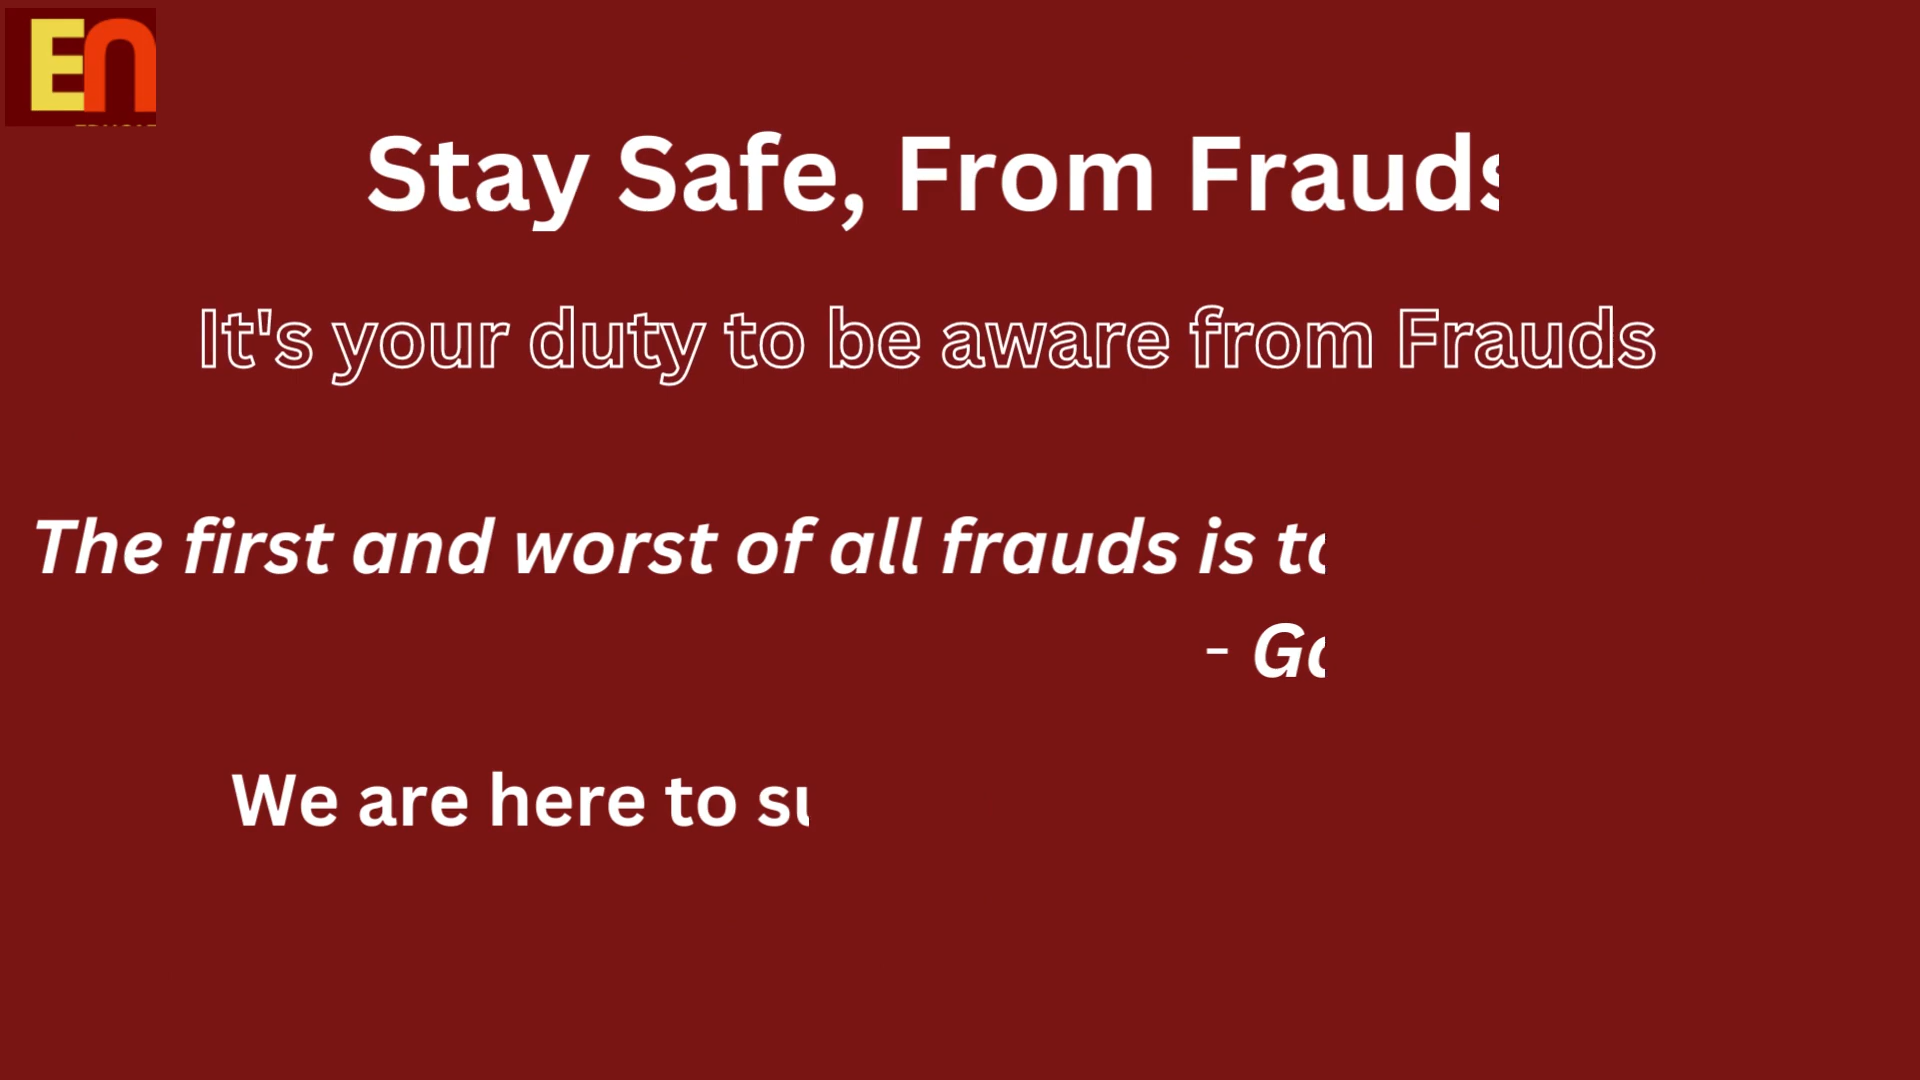 En
Stay Safe, From Frauds
It's your duty to be aware from Frauds
The first and worst of all frauds is
-
We are here to